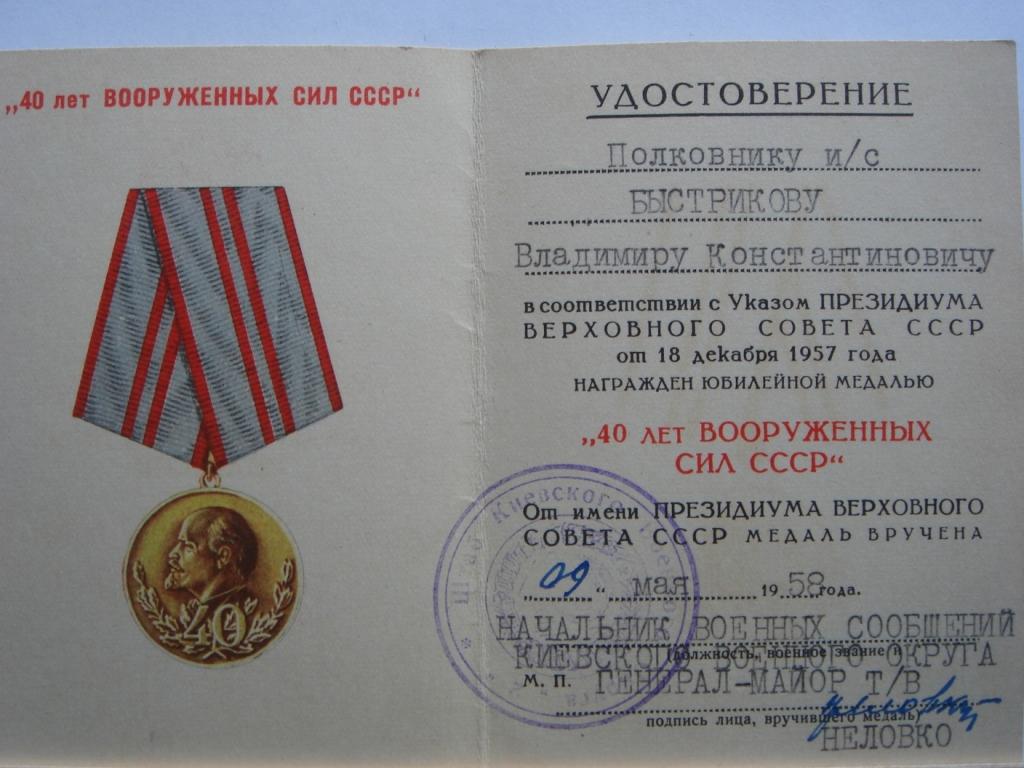 „40 лет ВООРУЖЕННЫХ СИЛ СССР“
40
УДОСТОВЕРЕНИЕ
Полковнику и/с
БЫСТРИКОВУ
Владимиру Константиновичу
в соответствии с Указом ПРЕЗИДИУМА
ВЕРХОВНОГО СОВЕТА СССР
от 18 декабря 1957 года
НАГРАЖДЕН ЮБИЛЕЙНОЙ МЕДАЛЬЮ
„40 ЛЕТ ВООРУЖЕННЫХ
СИЛ СССР“
От имени ПРЕЗИДИУМА ВЕРХОВНОГО
СОВЕТА СССР МЕДАЛЬ ВРУЧЕНА
„09“ мая 1958 года.
НАЧАЛЬНИК ВОЕННЫХ СООБЩЕНИЙ
(должность, военное звание и
КИЕВСКОГО ВОЕННОГО ОКРУГА
М. П. ГЕНЕРАЛ-МАЙОР Т/В
подпись лица, вручившего медаль)
НЕЛОВКО
Штаб Киевского